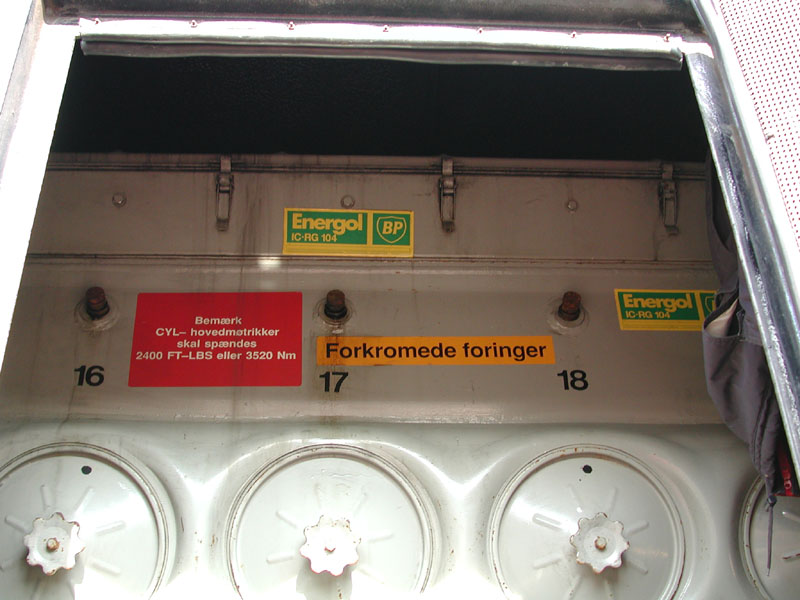 Energol
IC-RG 104
BP
Energol
IC-RG 104
Bemærk
CYL– hovedmøtrikker
skal spændes
2400 FT–LBS eller 3520 Nm
Forkromede foringer
16
17
18